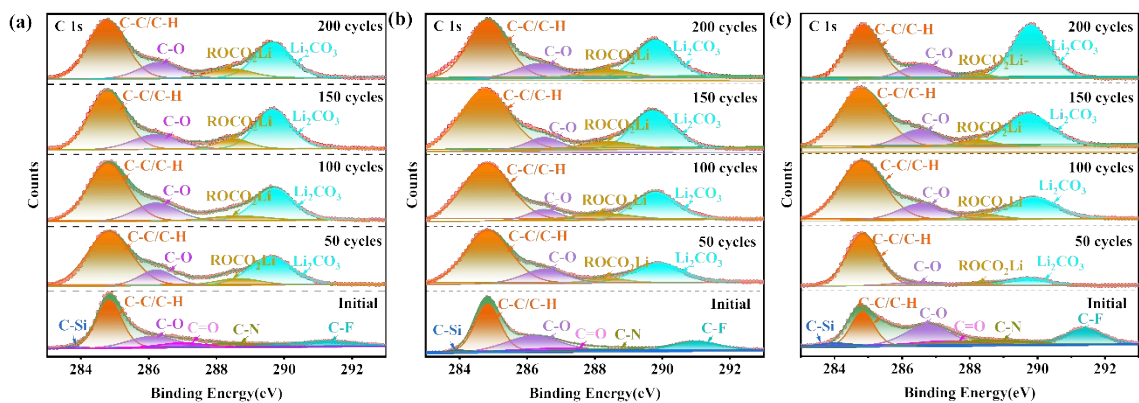 (a)
C 1s
200 cycles
C-C/C-H
C-O
ROCO₂Li
Li₂CO₃
150 cycles
C-C/C-H
C-O
ROCO₂Li
Li₂CO₃
100 cycles
C-C/C-H
C-O
ROCO₂Li
Li₂CO₃
50 cycles
C-C/C-H
C-O
ROCO₂Li
Li₂CO₃
Initial
C-Si
C-C/C-H
C-O
C=O
C-N
C-F
Counts
284 286 288 290 292
Binding Energy(eV)
(b)
C 1s
200 cycles
C-C/C-H
C-O
ROCO₂Li
Li₂CO₃
150 cycles
C-C/C-H
C-O
ROCO₂Li
Li₂CO₃
100 cycles
C-C/C-H
C-O
ROCO₂Li
Li₂CO₃
50 cycles
C-C/C-H
C-O
ROCO₂Li
Li₂CO₃
Initial
C-Si
C-C/C-H
C-O
C=O
C-N
C-F
Counts
284 286 288 290 292
Binding Energy(eV)
(c)
C 1s
200 cycles
C-C/C-H
C-O
ROCO₂Li-
Li₂CO₃
150 cycles
C-C/C-H
C-O
ROCO₂Li
Li₂CO₃
100 cycles
C-C/C-H
C-O
ROCO₂Li
Li₂CO₃
50 cycles
C-C/C-H
C-O
ROCO₂Li
Li₂CO₃
Initial
C-Si
C-C/C-H
C-O
C=O
C-N
C-F
Counts
284 286 288 290 292
Binding Energy(eV)